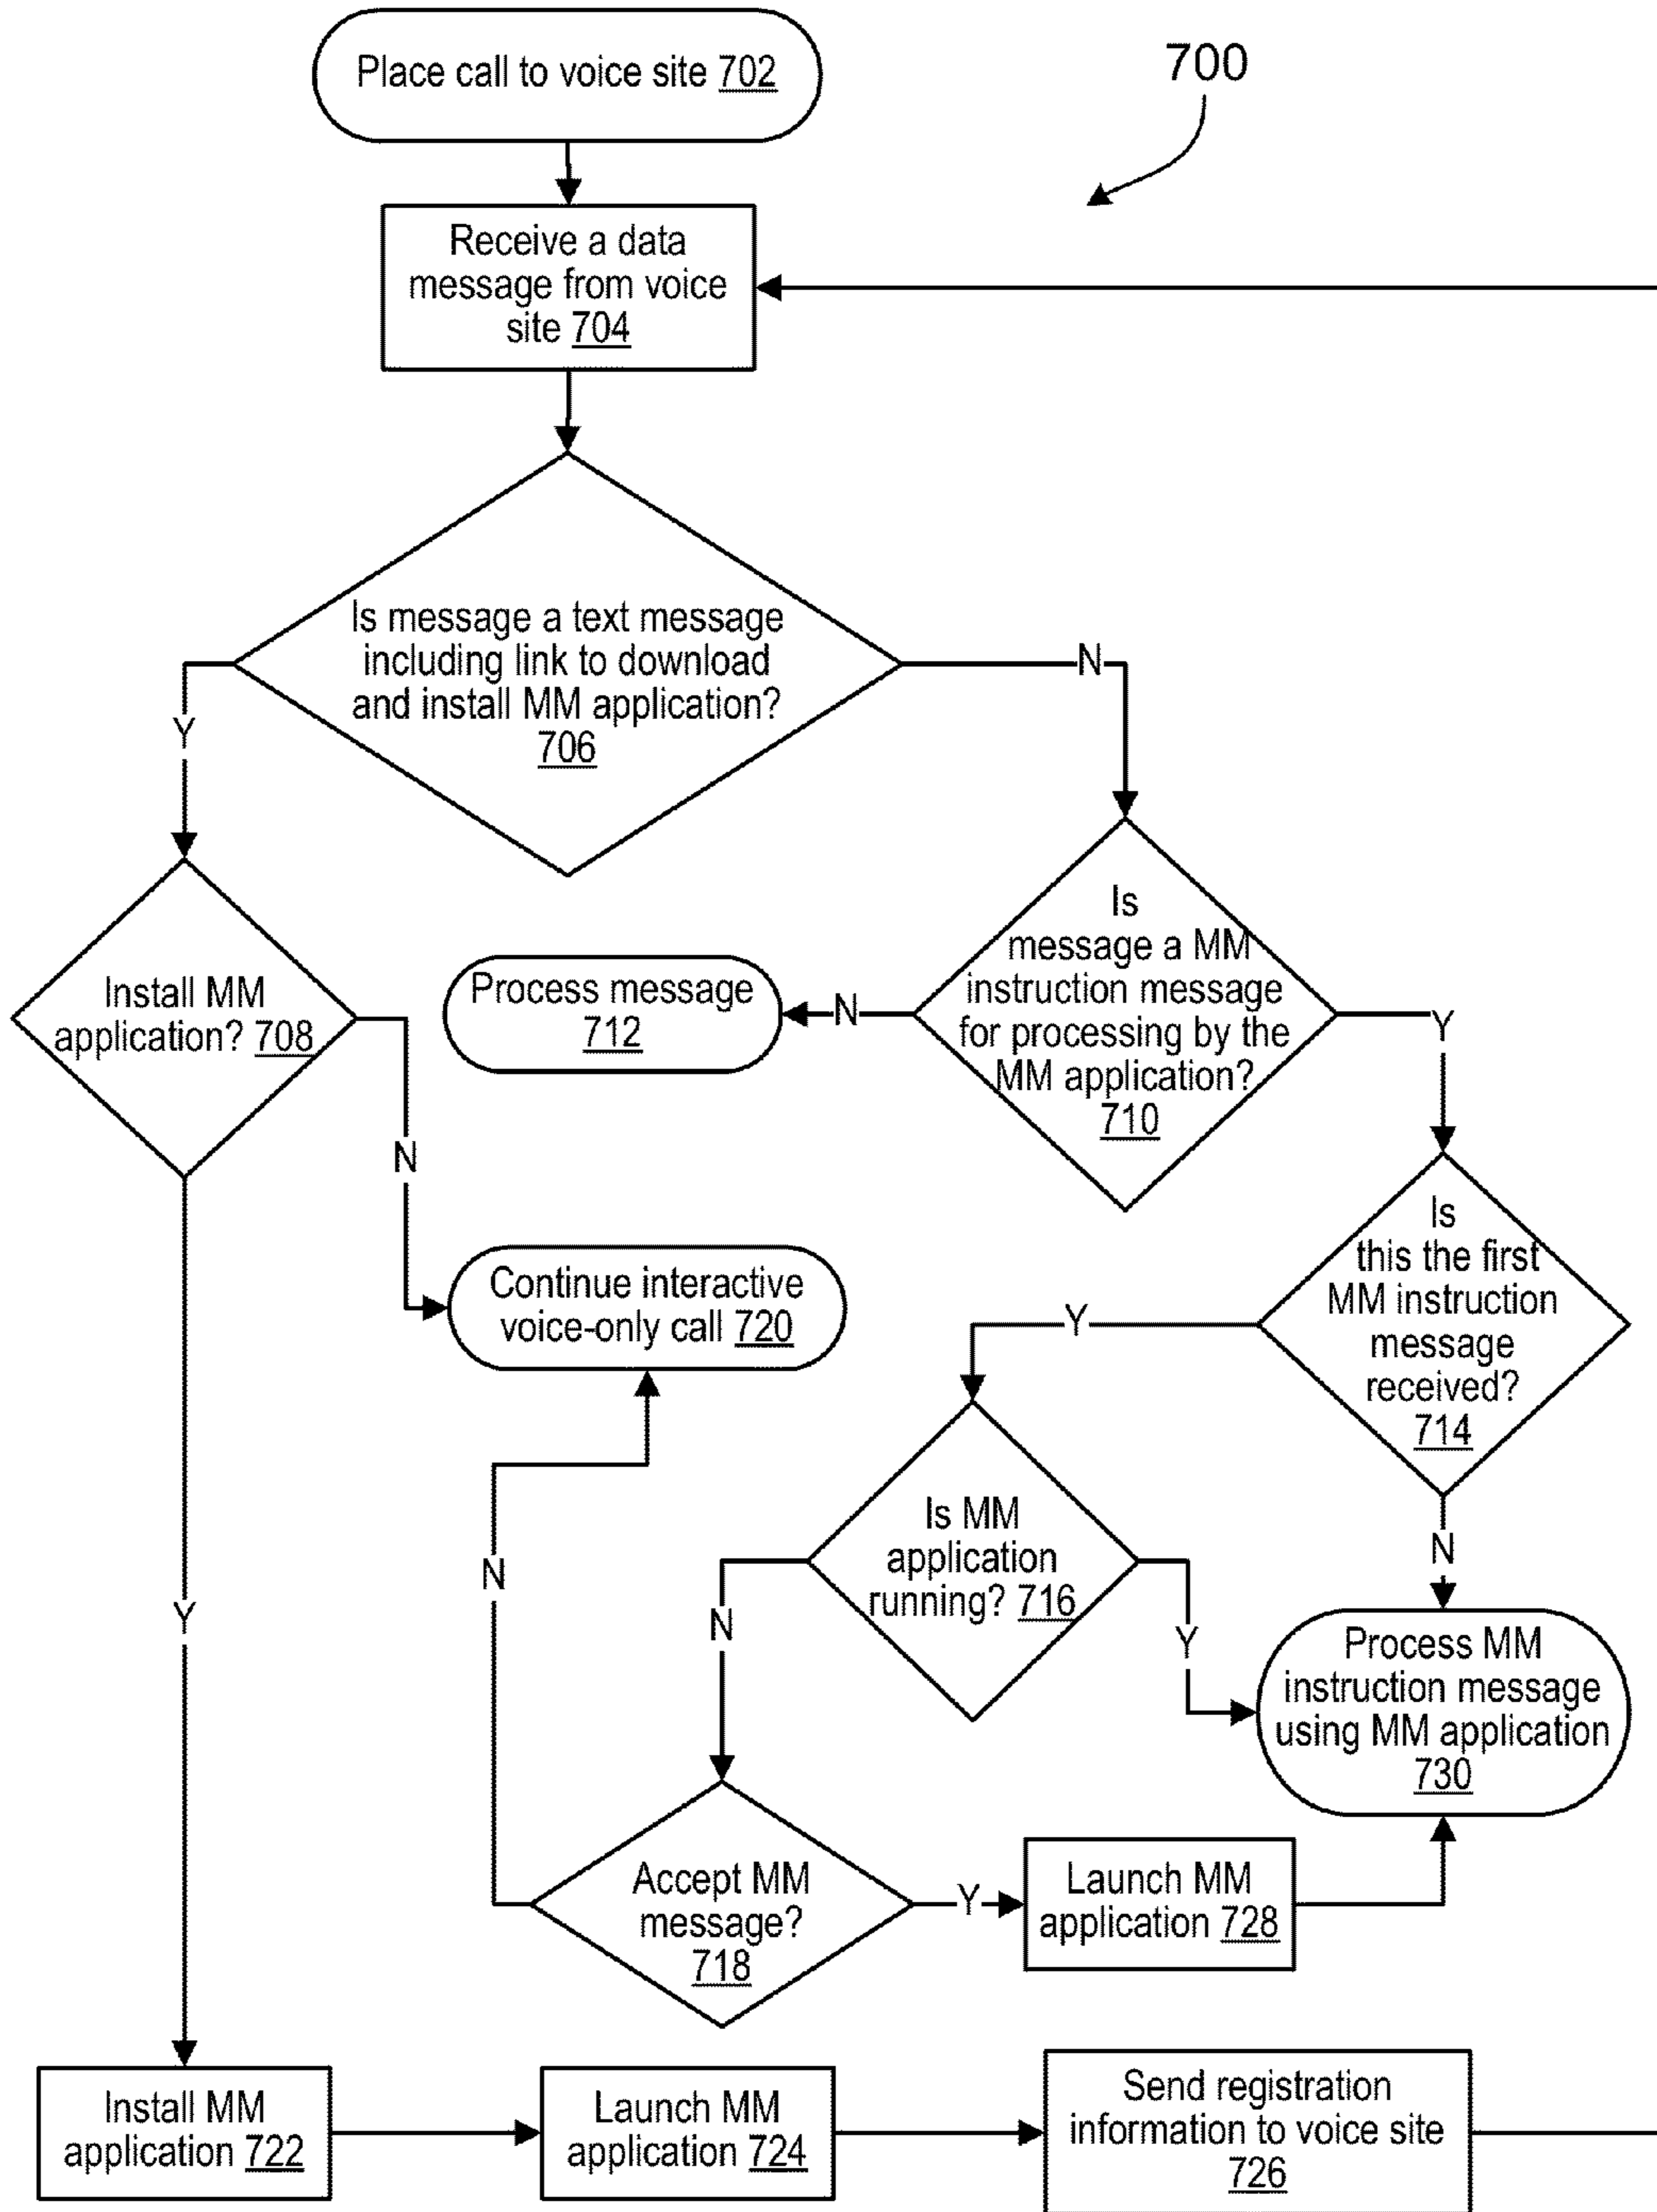 Place call to voice site 702
700
Receive a data
message from voice
site 704
Is message a text message
including link to download
and install MM application?
706
Y
N
Install MM
application? 708
Process message
712
N
Is
message a MM
instruction message
for processing by the
MM application?
710
Y
N
Continue interactive
voice-only call 720
Is
this the first
MM instruction
message
received?
714
Y
N
Is MM
application
running? 716
N
Y
N
Y
Process MM
instruction message
using MM application
730
Accept MM
message?
718
Y
Launch MM
application 728
Install MM
application 722
Launch MM
application 724
Send registration
information to voice site
726